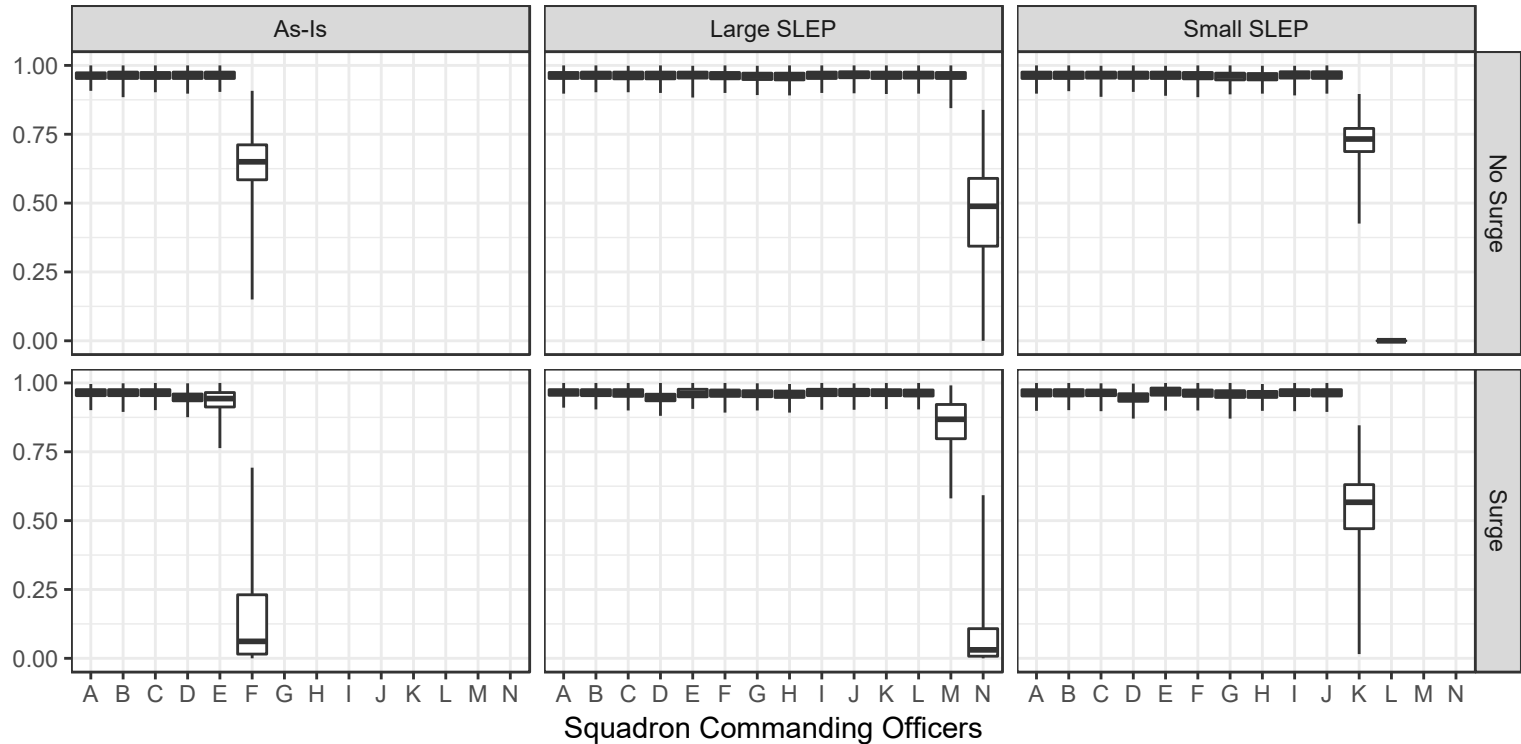 As-Is Large SLEP Small SLEP
1.00
0.75
0.50
0.25
0.00
No Surge
1.00
0.75
0.50
0.25
0.00
Surge
A B C D E F G H I J K L M N A B C D E F G H I J K L M N A B C D E F G H I J K L M N
Squadron Commanding Officers